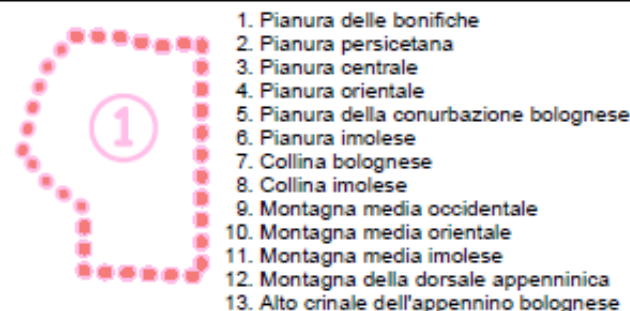 1
1. Pianura delle bonifiche
2. Pianura persicetana
3. Pianura centrale
4. Pianura orientale
5. Pianura della conurbazione bolognese
6. Pianura imolese
7. Collina bolognese
8. Collina imolese
9. Montagna media occidentale
10. Montagna media orientale
11. Montagna media imolese
12. Montagna della dorsale appenninica
13. Alto crinale dell'appennino bolognese